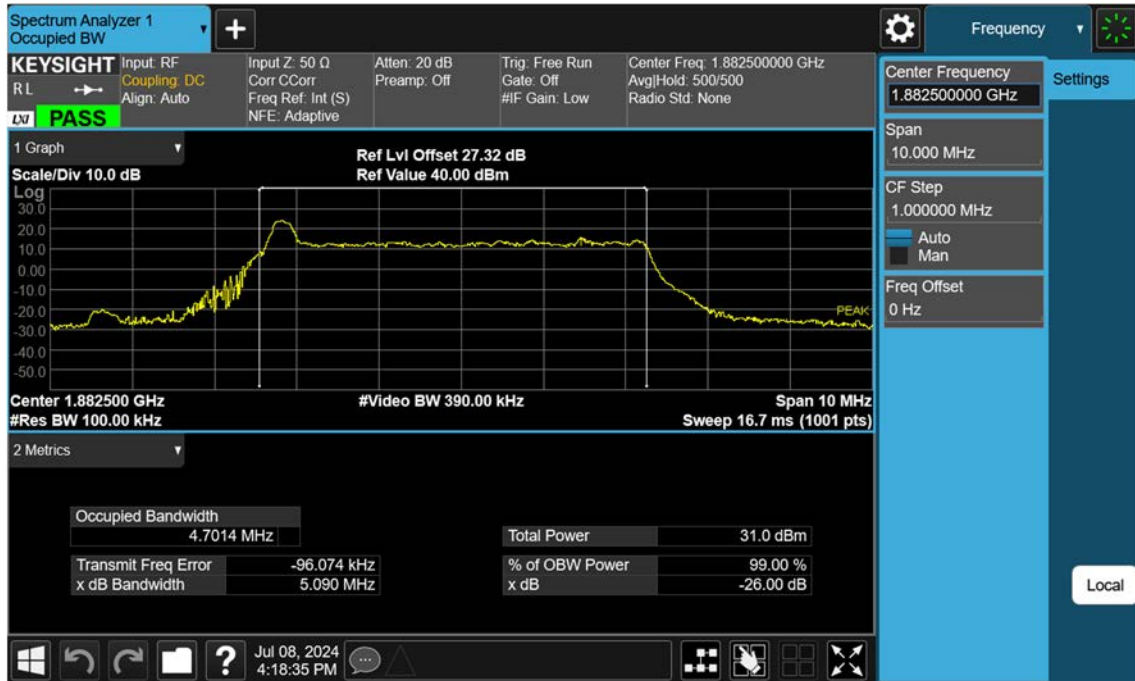 Spectrum Analyzer 1
Occupied BW
Frequency
KEYSIGHT
R L
LXI
PASS
Input: RF
Coupling: DC
Align: Auto
Input Z: 50 Ω
Corr CCorr
Freq Ref: Int (S)
NFE: Adaptive
Atten: 20 dB
Preamp: Off
Trig: Free Run
Gate: Off
#IF Gain: Low
Center Freq: 1.882500000 GHz
Avg|Hold: 500/500
Radio Std: None
1 Graph
Scale/Div 10.0 dB
Ref Lvl Offset 27.32 dB
Ref Value 40.00 dBm
Log
30.0
20.0
10.0
0.00
-10.0
-20.0
-30.0
-40.0
-50.0
PEAK
Center 1.882500 GHz
#Video BW 390.00 kHz
Span 10 MHz
#Res BW 100.00 kHz
Sweep 16.7 ms (1001 pts)
2 Metrics
Occupied Bandwidth
4.7014 MHz
Total Power 31.0 dBm
Transmit Freq Error -96.074 kHz
% of OBW Power 99.00 %
x dB Bandwidth 5.090 MHz
x dB -26.00 dB
Center Frequency
1.882500000 GHz
Settings
Span
10.000 MHz
CF Step
1.000000 MHz
Auto
Man
Freq Offset
0 Hz
Local
?
Jul 08, 2024
4:18:35 PM